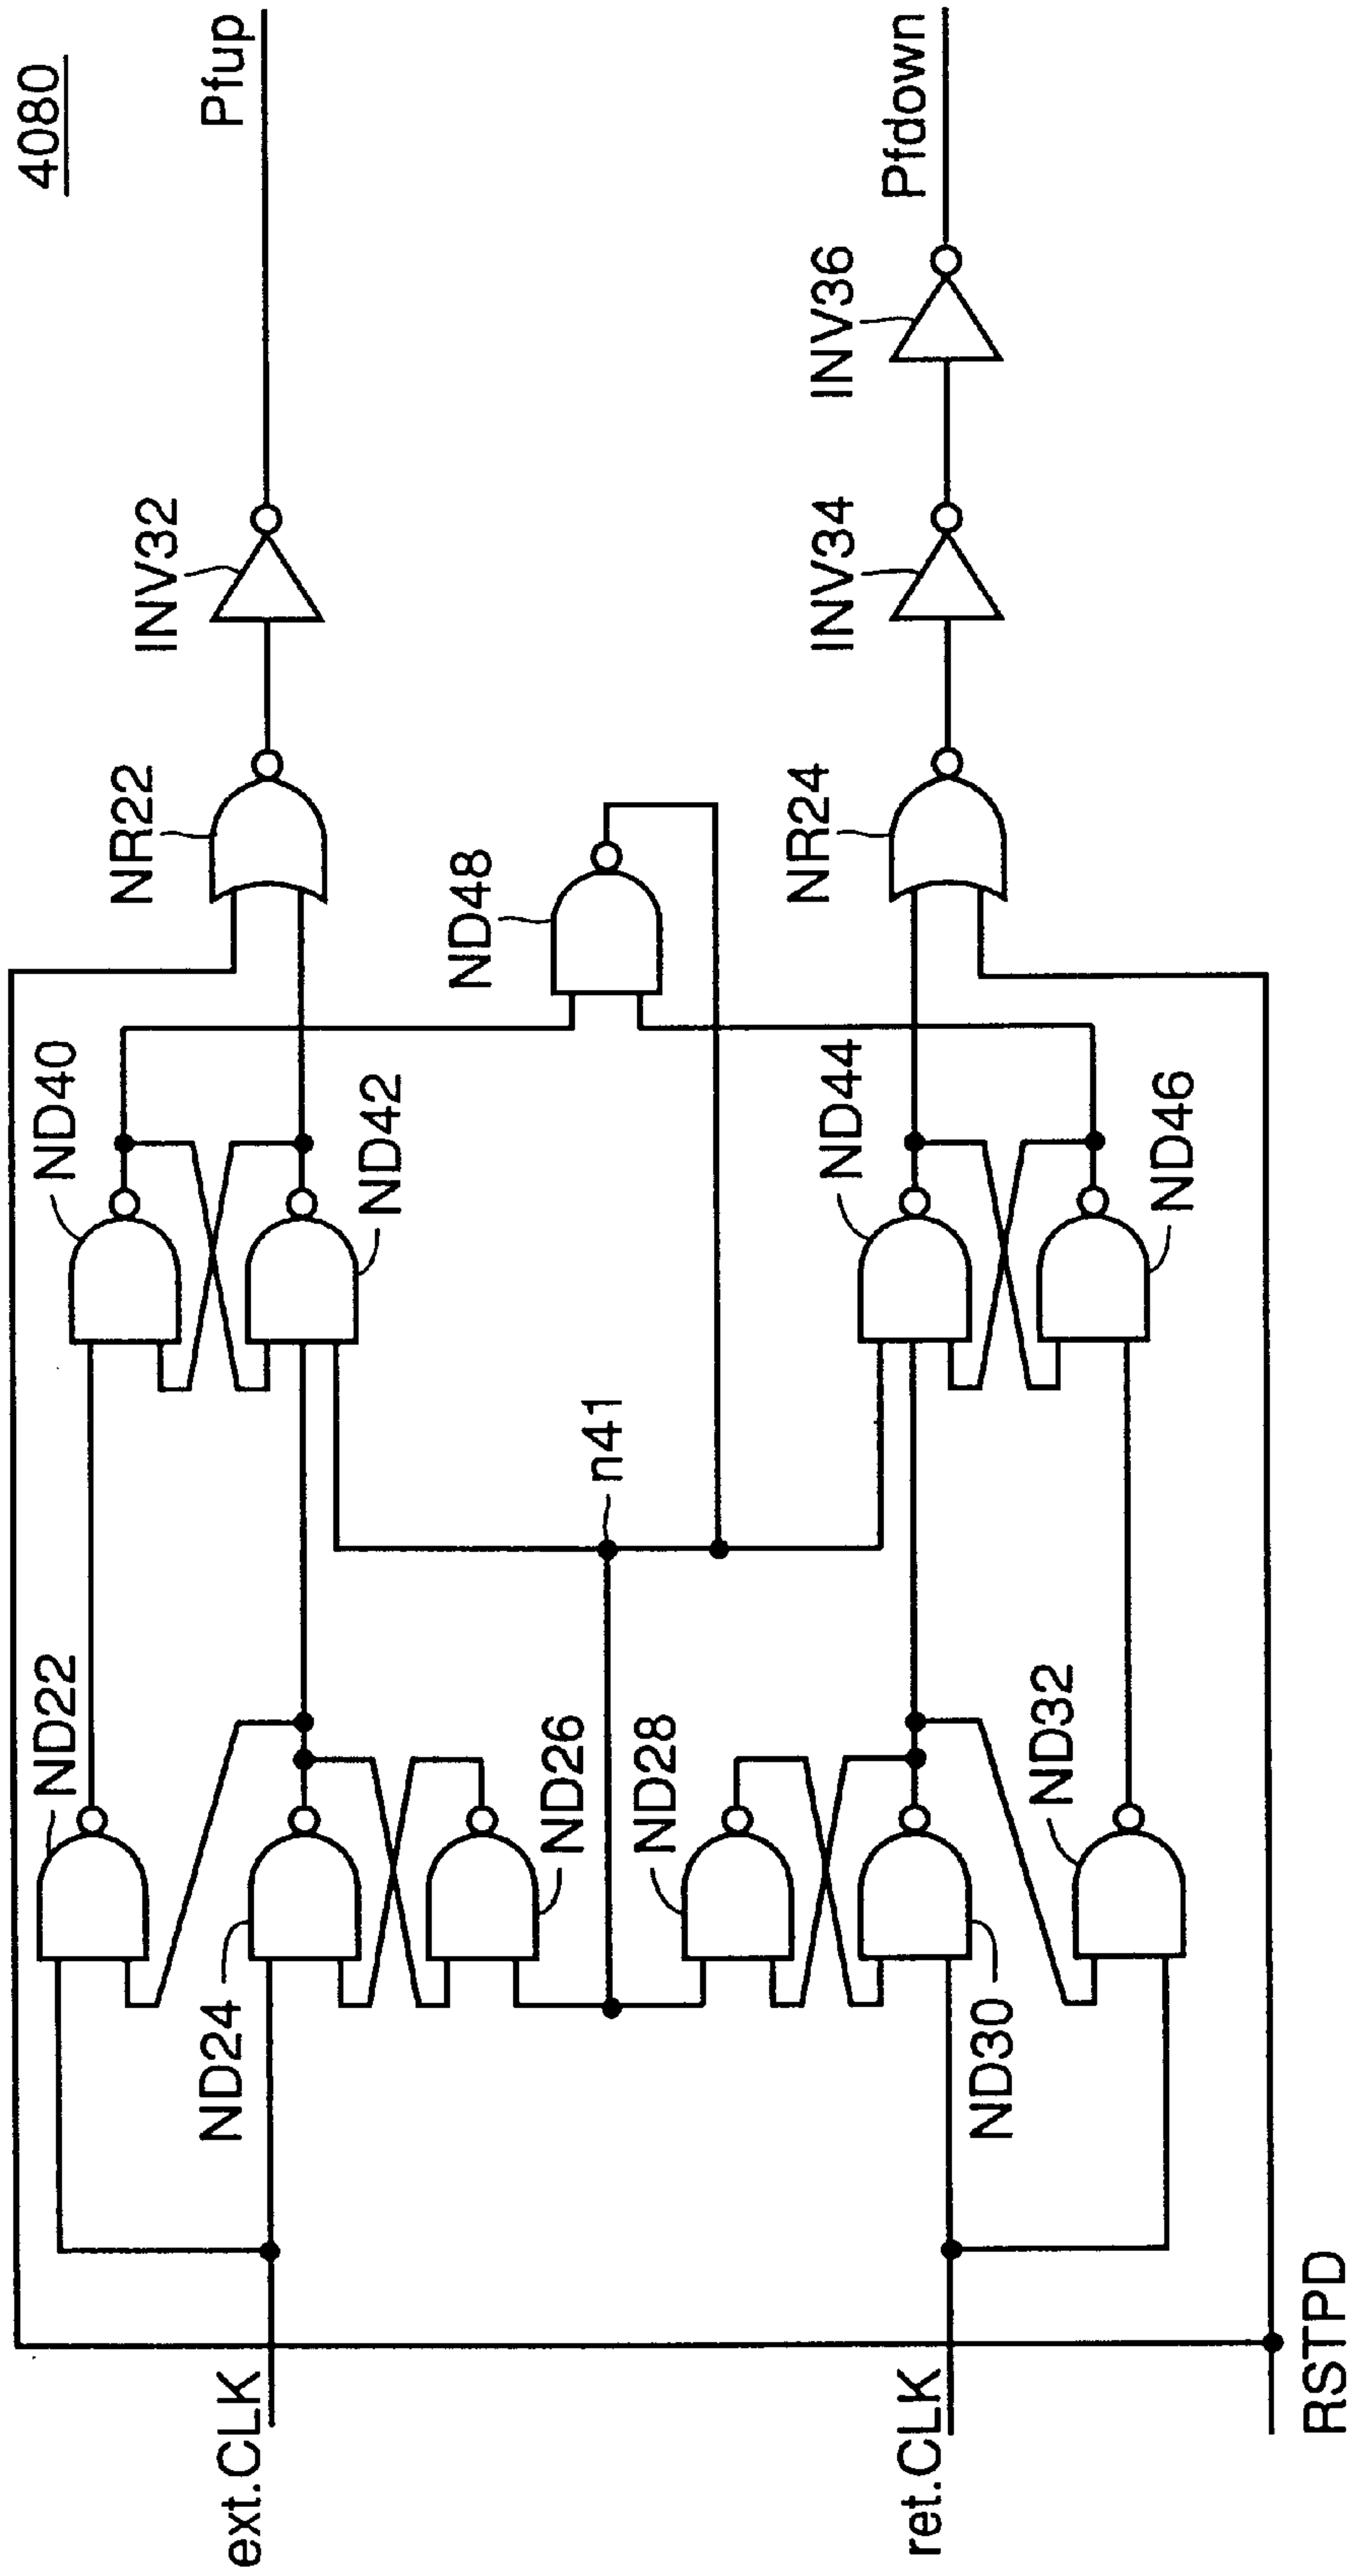 4080
ext.CLK
ND22
ND24
ND26
ND40
ND42
NR22
INV32
Pfup
n41
ND48
ret.CLK
ND28
ND30
ND32
ND44
ND46
NR24
INV34
INV36
Pfdown
RSTPD